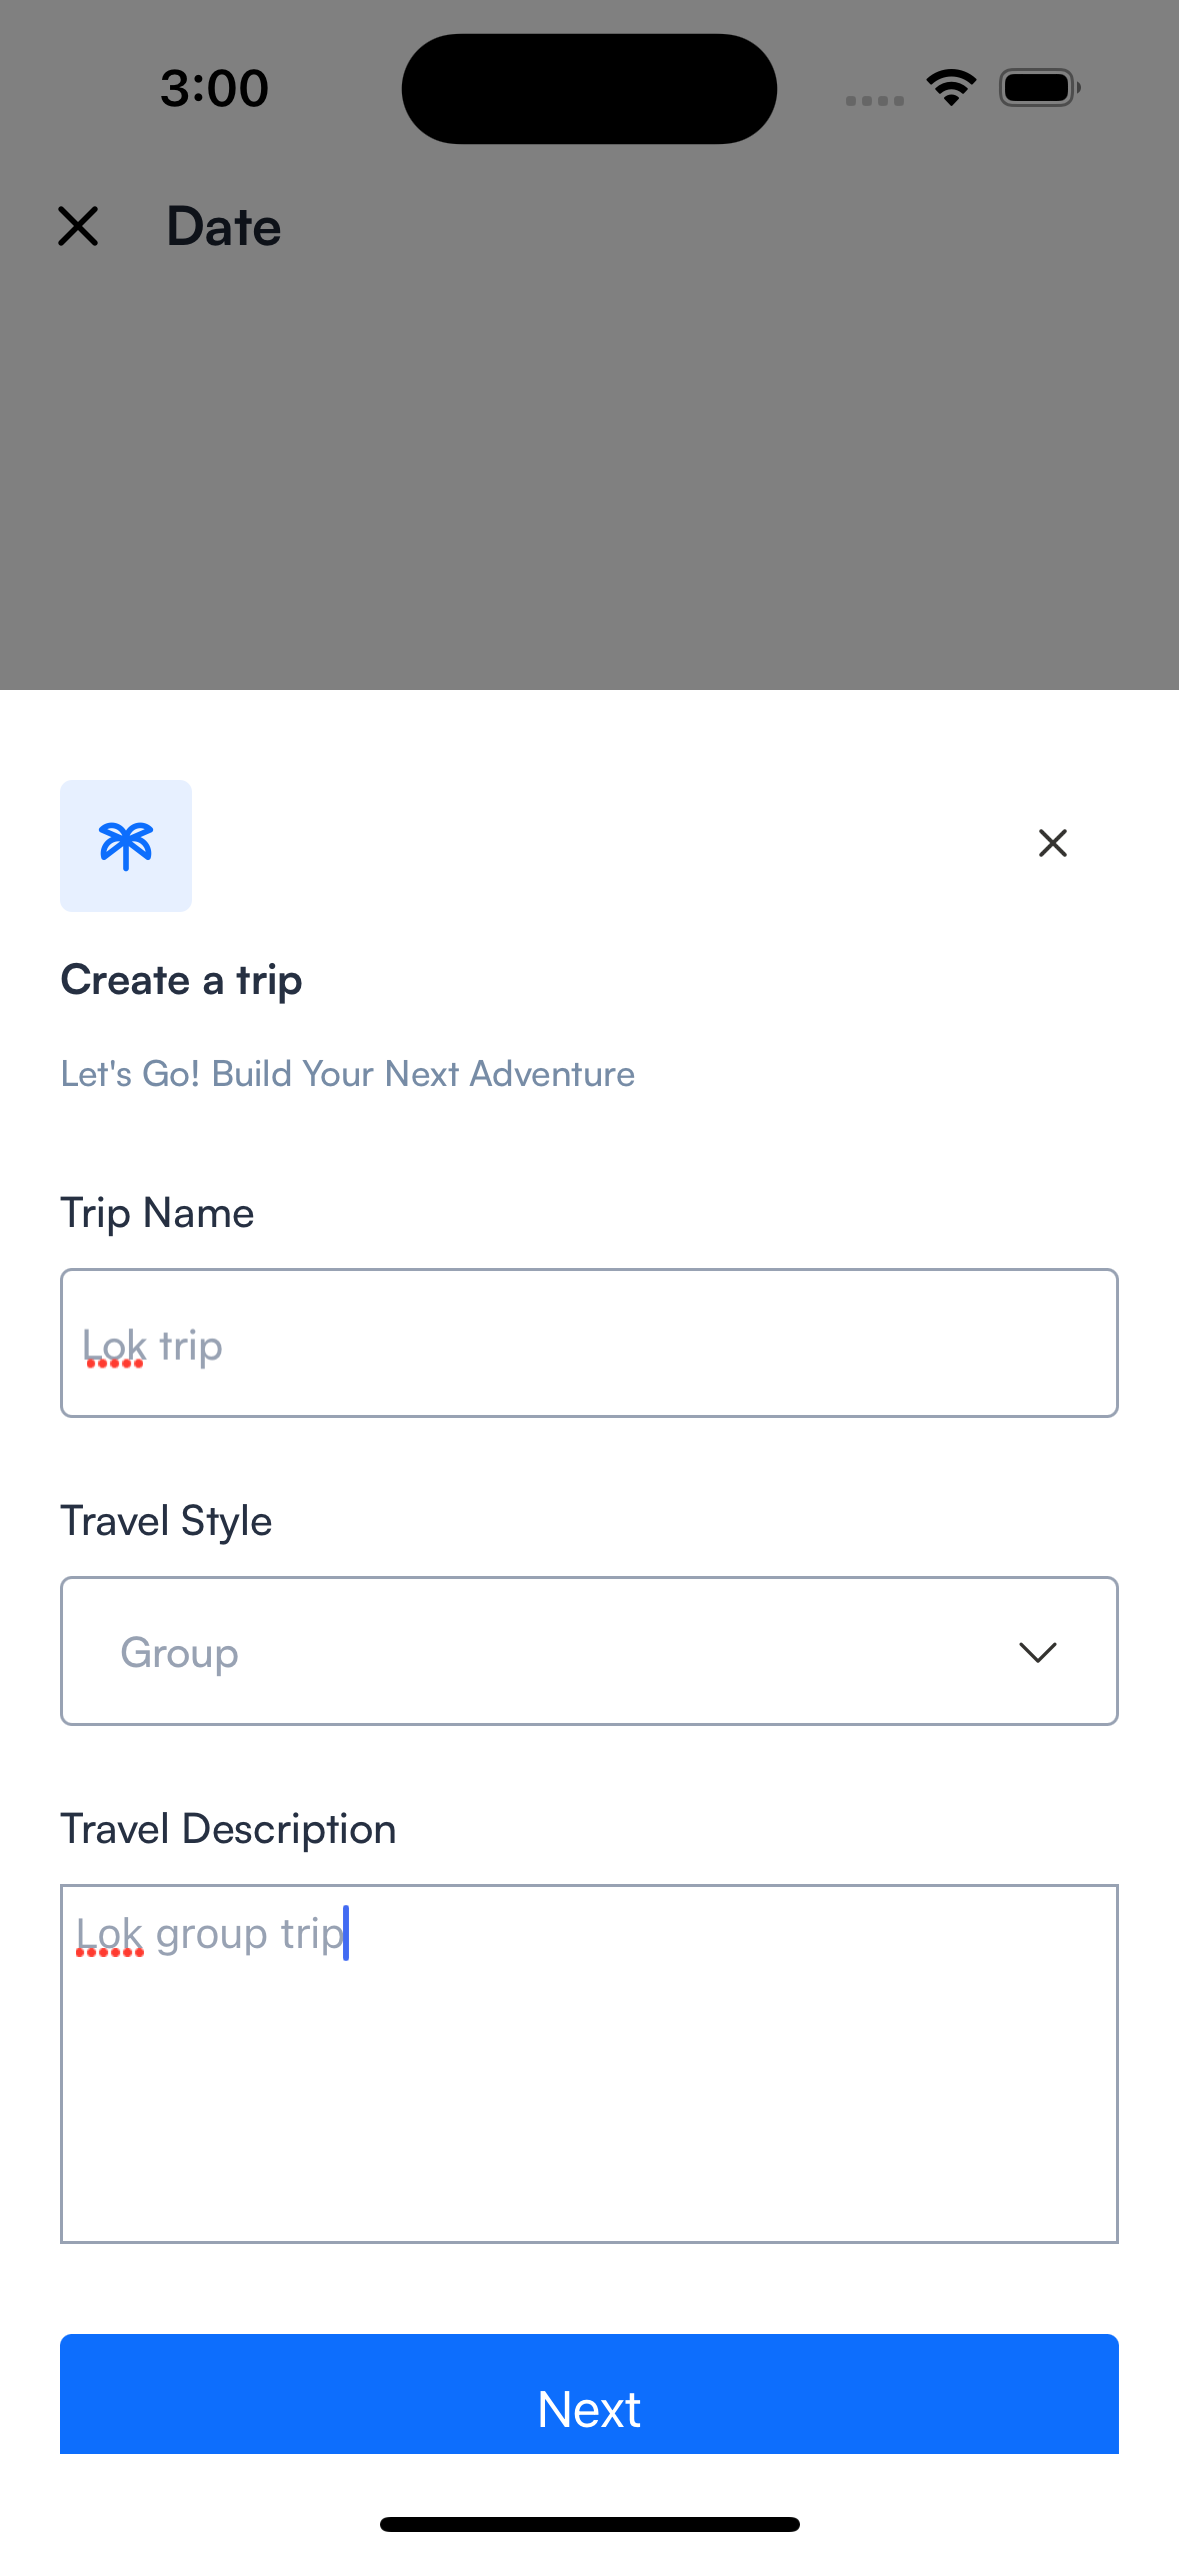 3:00
Date
Create a trip
Let's Go! Build Your Next Adventure
Trip Name
Lok trip
Travel Style
Group
Travel Description
Lok group trip
Next